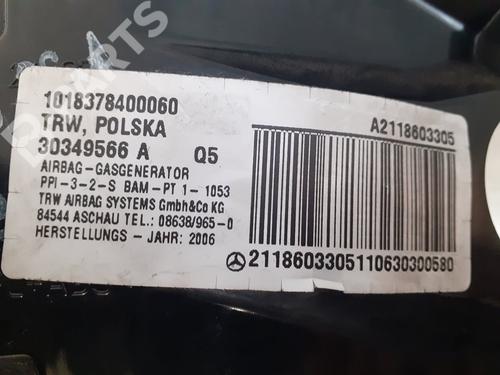 1018378400060
TRW, POLSKA
30349566 A Q5
AIRBAG-GASGENERATOR
PPI-3-2-S BAM-PT 1-1053
TRW AIRBAG SYSTEMS GmbH&Co KG
84544 ASCHAU TEL.: 08638/965-0
HERSTELLUNGS - JAHR: 2006
A2118603305
2118603305110630300580
PARTS